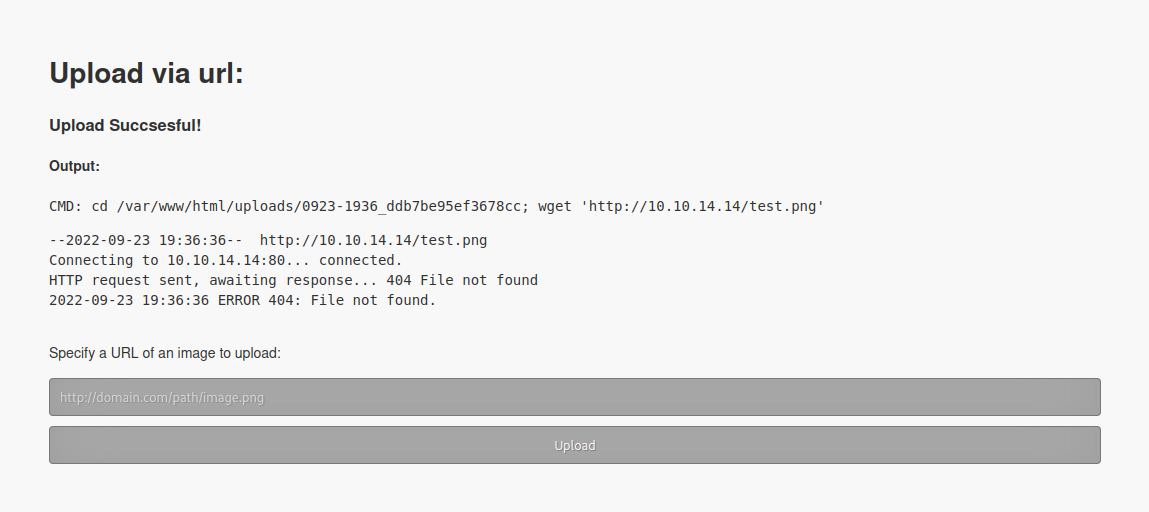 Upload via url:
Upload Succsesful!
Output:
CMD: cd /var/www/html/uploads/0923-1936_ddb7be95ef3678cc; wget 'http://10.10.14.14/test.png'
--2022-09-23 19:36:36--  http://10.10.14.14/test.png
Connecting to 10.10.14.14:80... connected.
HTTP request sent, awaiting response... 404 File not found
2022-09-23 19:36:36 ERROR 404: File not found.
Specify a URL of an image to upload:
http://domain.com/path/image.png
Upload